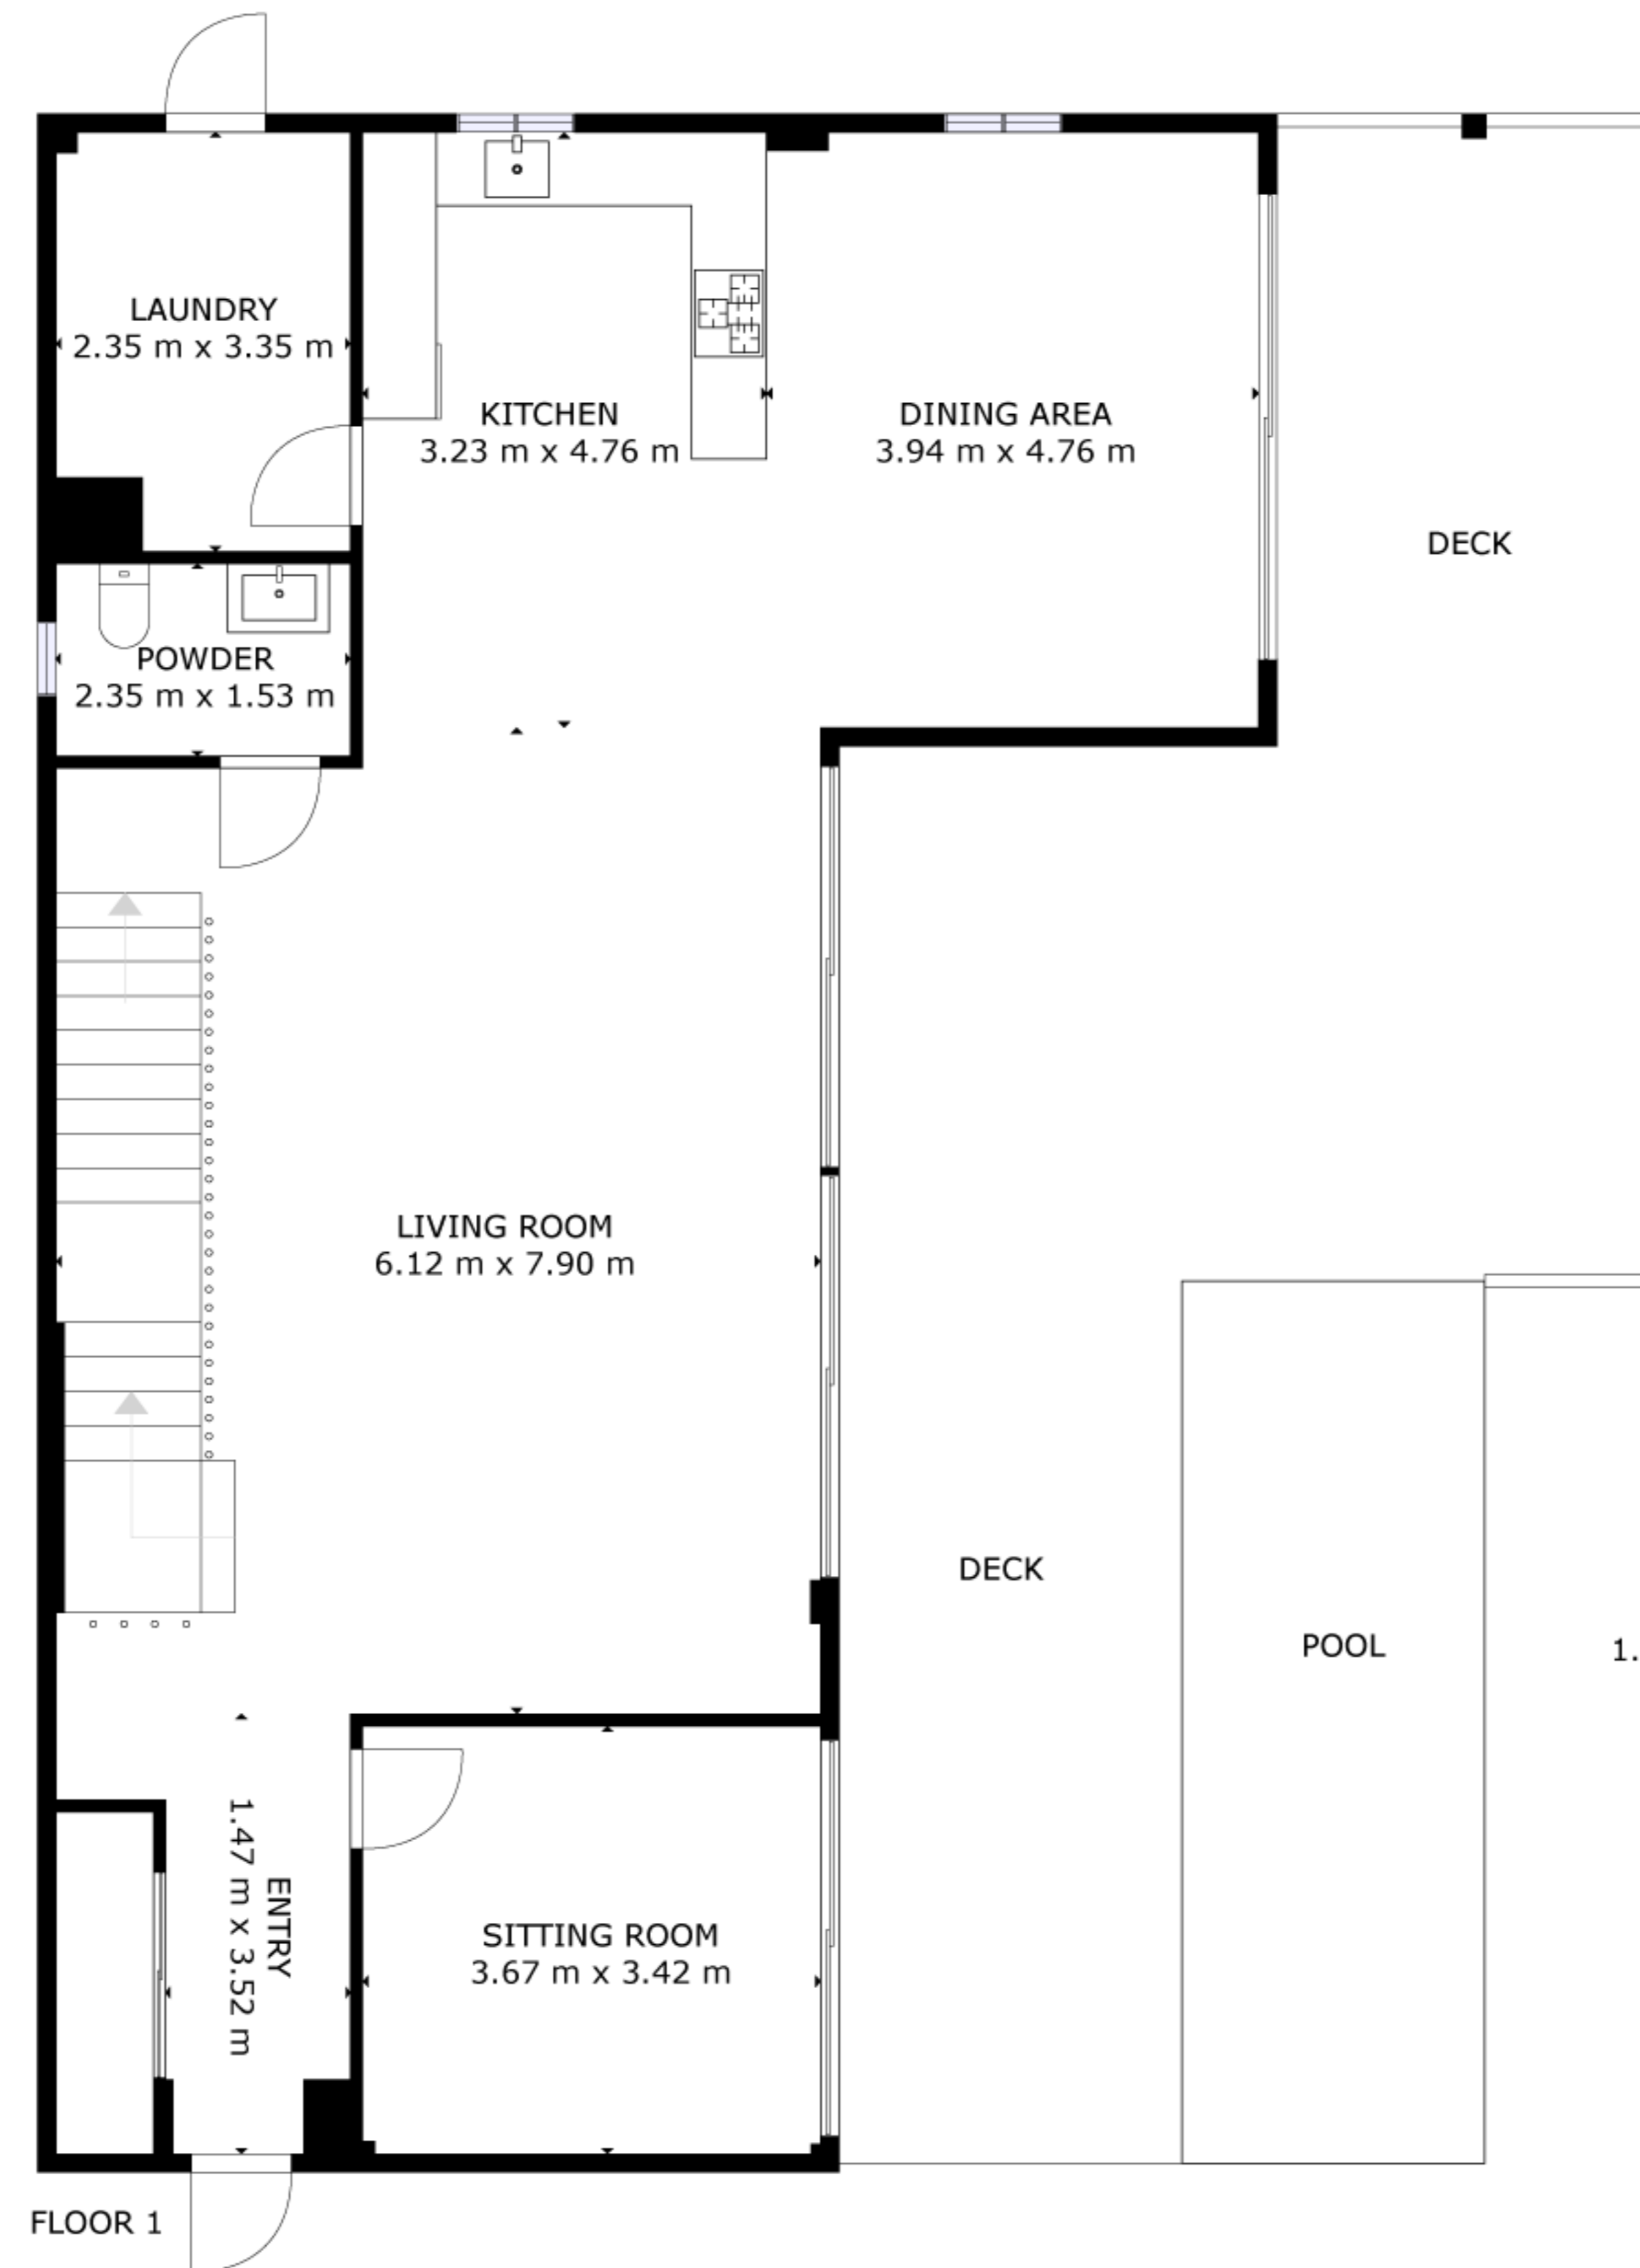 LAUNDRY
2.35 m x 3.35 m
KITCHEN
3.23 m x 4.76 m
DINING AREA
3.94 m x 4.76 m
DECK
POWDER
2.35 m x 1.53 m
LIVING ROOM
6.12 m x 7.90 m
DECK
POOL
1.
ENTRY
1.47 m x 3.52 m
SITTING ROOM
3.67 m x 3.42 m
FLOOR 1